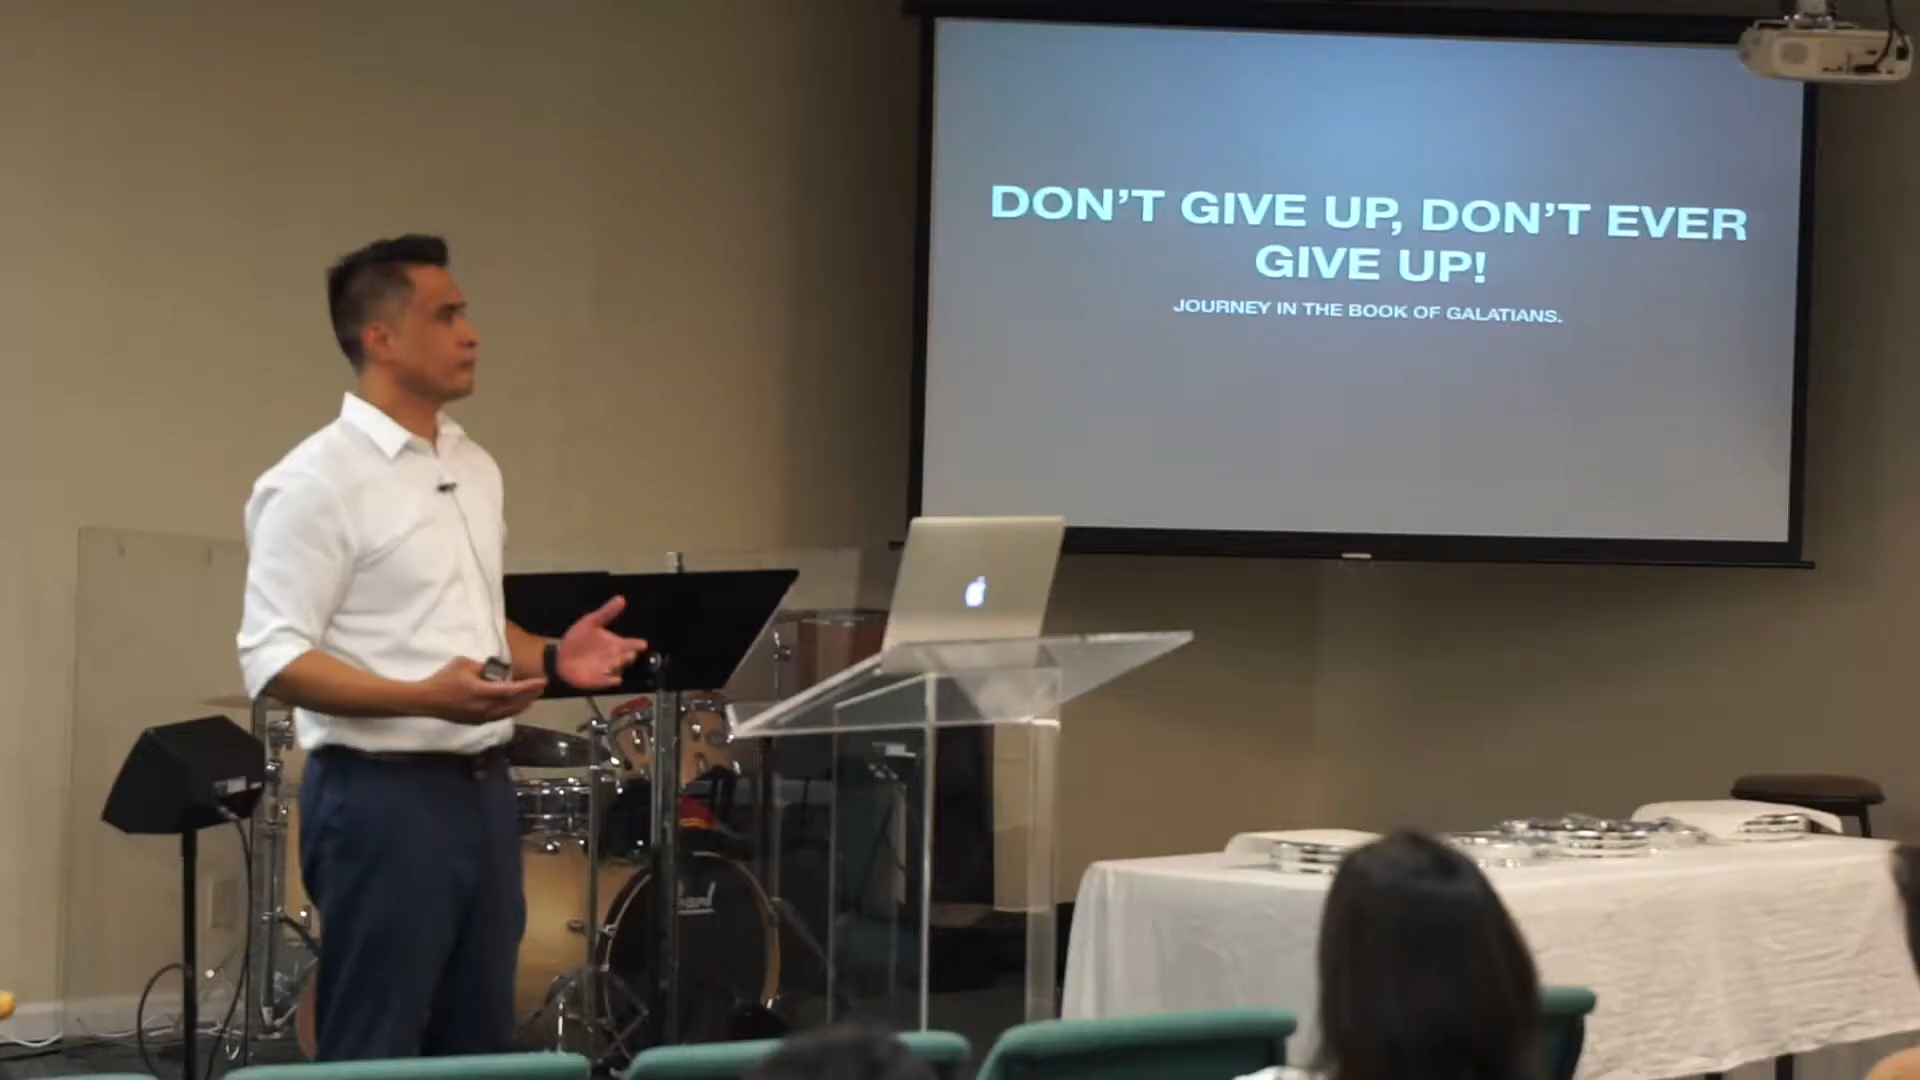 DON'T GIVE UP, DON'T EVER
GIVE UP!
JOURNEY IN THE BOOK OF GALATIANS.